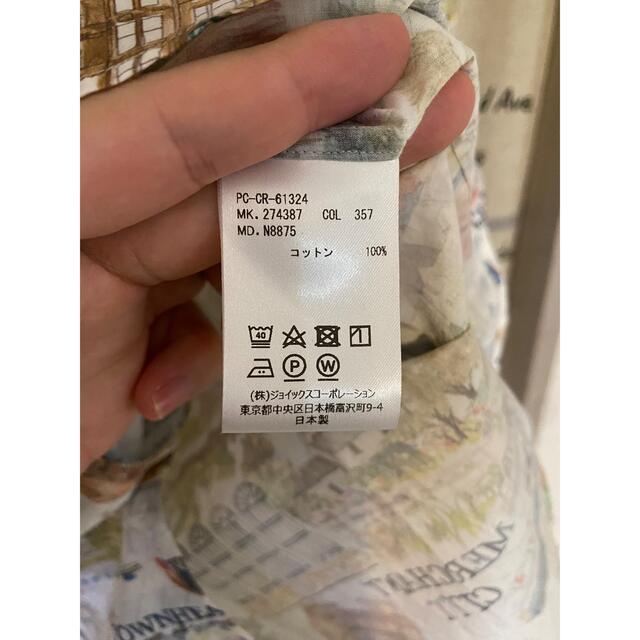 PC-CR-61324
MK. 274387 COL 357
MD. N8875
コットン 100%
40
P W
(株)ジョイックスコーポレーション
東京都中央区日本橋富沢町9-4
日本製
MERCHANT